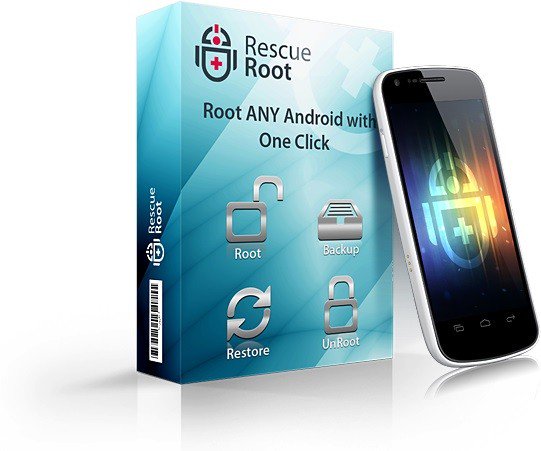 Rescue
Root
Root ANY Android with
One Click
Root
Backup
Restore
UnRoot
Rescue
Root